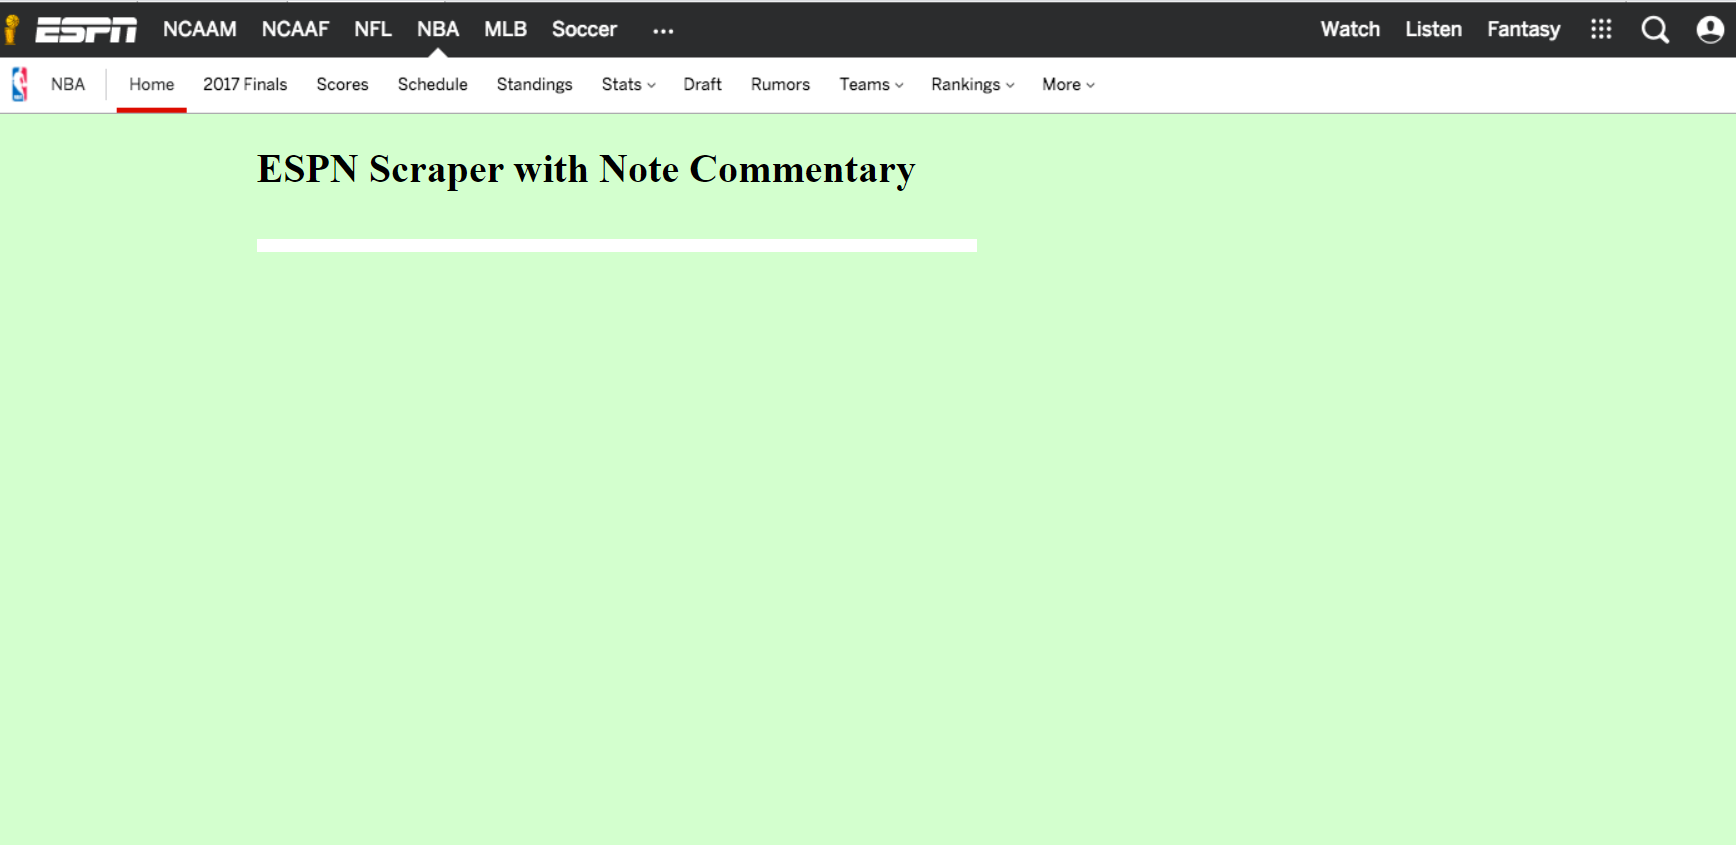 ESPN NCAAM NCAAF NFL NBA MLB Soccer ... Watch Listen Fantasy
NBA Home 2017 Finals Scores Schedule Standings Stats Draft Rumors Teams Rankings More
ESPN Scraper with Note Commentary